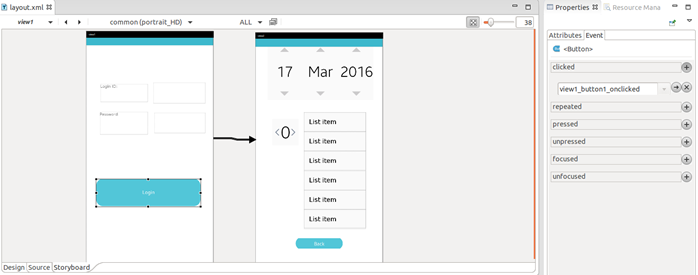 layout.xml
view1
common (portrait_HD)
ALL
38
Login ID
Password
Login
17 Mar 2016
<0>
List item
List item
List item
List item
List item
List item
Back
Design Source Storyboard
Properties Resource Mana
Attributes Event
<Button>
clicked
view1_button1_onclicked
repeated
pressed
unpressed
focused
unfocused